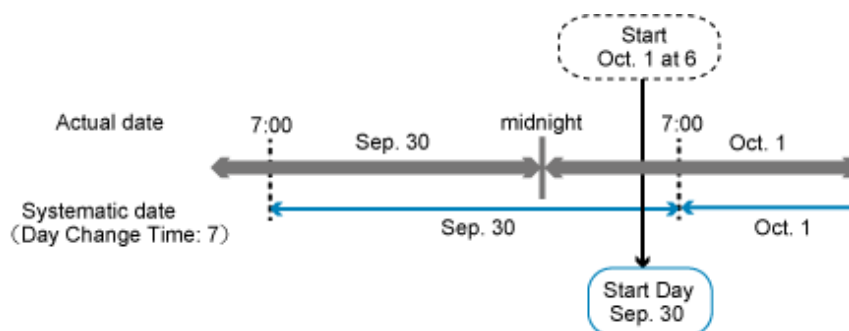 Start
Oct. 1 at 6
Actual date
7:00
Sep. 30
midnight
7:00
Oct. 1
Systematic date
（Day Change Time: 7）
Sep. 30
Oct. 1
Start Day
Sep. 30